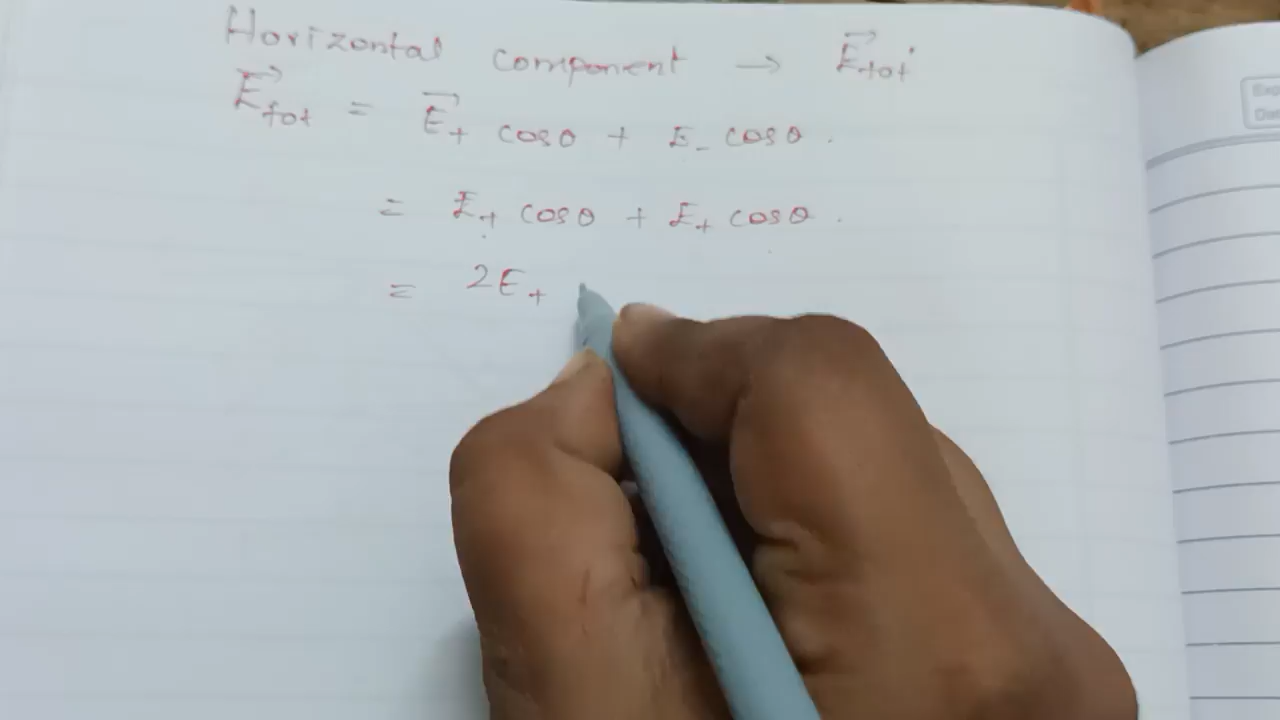 Horizontal component → E⃗tot
E⃗tot = E⃗+ cosθ + E- cosθ.
= E+ cosθ + E+ cosθ.
= 2E+